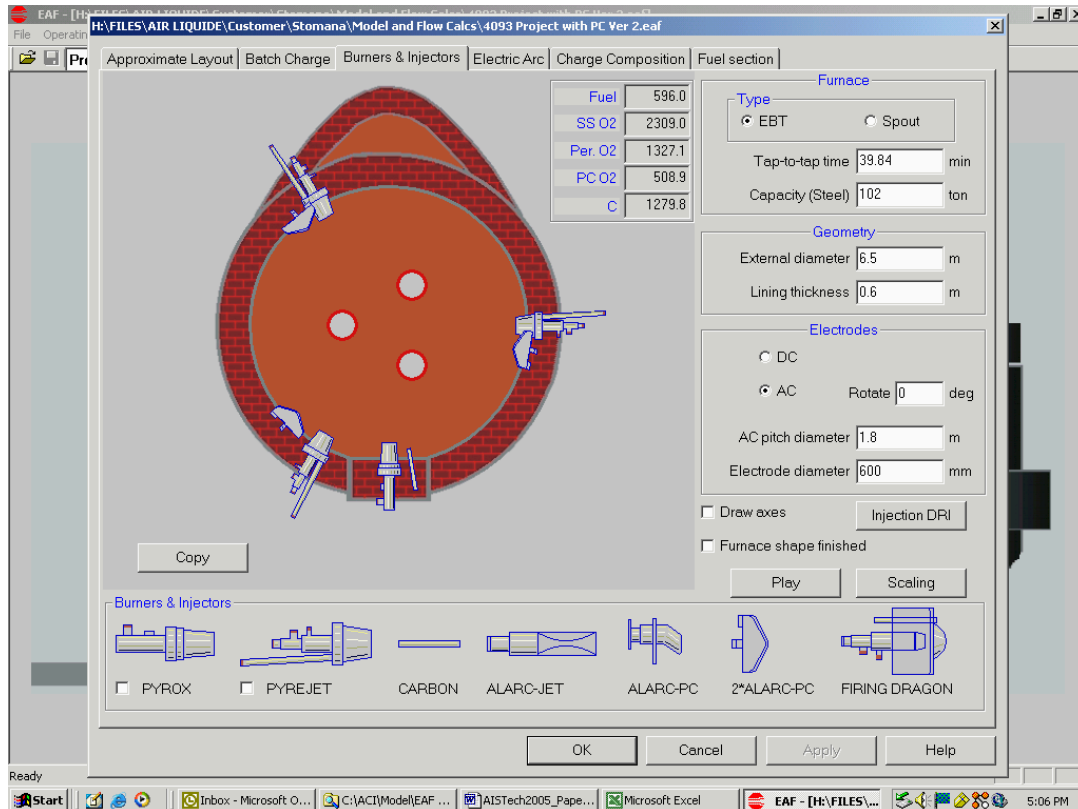 EAF - [H:\FILES\AIR LIQUIDE\Customer\Stomana\Model and Flow Calcs\4093 Project with PC Ver 2.eaf]
H:\FILES\AIR LIQUIDE\Customer\Stomana\Model and Flow Calcs\4093 Project with PC Ver 2.eaf
File Operatin
Pr
Approximate Layout Batch Charge Burners & Injectors Electric Arc Charge Composition Fuel section
Fuel 596.0
SS O2 2309.0
Per. O2 1327.1
PC O2 508.9
C 1279.8
Furnace
Type
EBT Spout
Tap-to-tap time 39.84 min
Capacity (Steel) 102 ton
Geometry
External diameter 6.5 m
Lining thickness 0.6 m
Electrodes
DC
AC Rotate 0 deg
AC pitch diameter 1.8 m
Electrode diameter 600 mm
Draw axes Injection DRI
Furnace shape finished
Copy
Play Scaling
Burners & Injectors
PYROX PYREJET CARBON ALARC-JET ALARC-PC 2*ALARC-PC FIRING DRAGON
OK Cancel Apply Help
Ready
Start Inbox - Microsoft O... C:\ACI\Model\EAF ... AISTech2005_Pape... Microsoft Excel EAF - [H:\FILES\... 5:06 PM